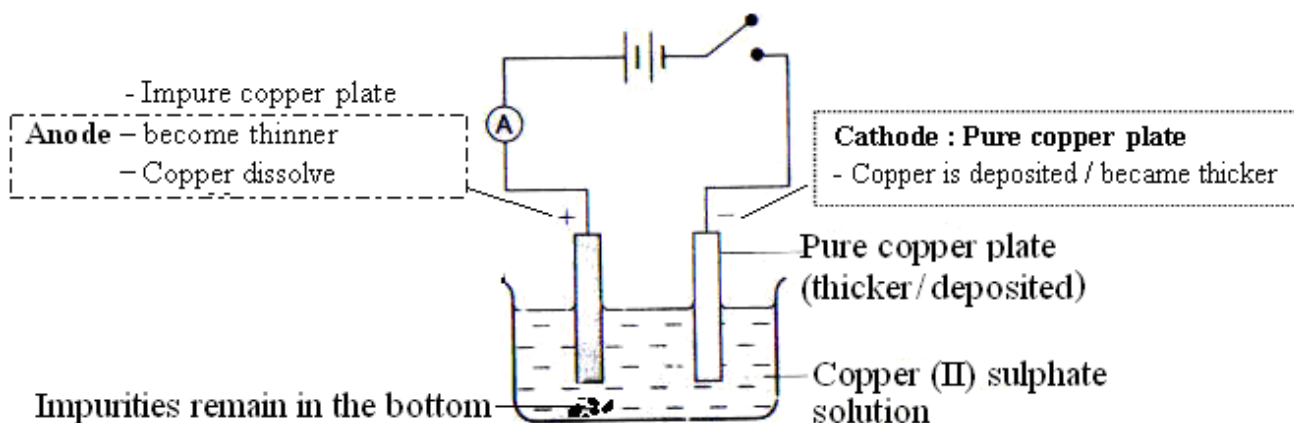 - Impure copper plate
Anode – become thinner
– Copper dissolve
A
Cathode : Pure copper plate
- Copper is deposited / became thicker
+
–
Pure copper plate
(thicker/deposited)
Copper (II) sulphate
solution
Impurities remain in the bottom